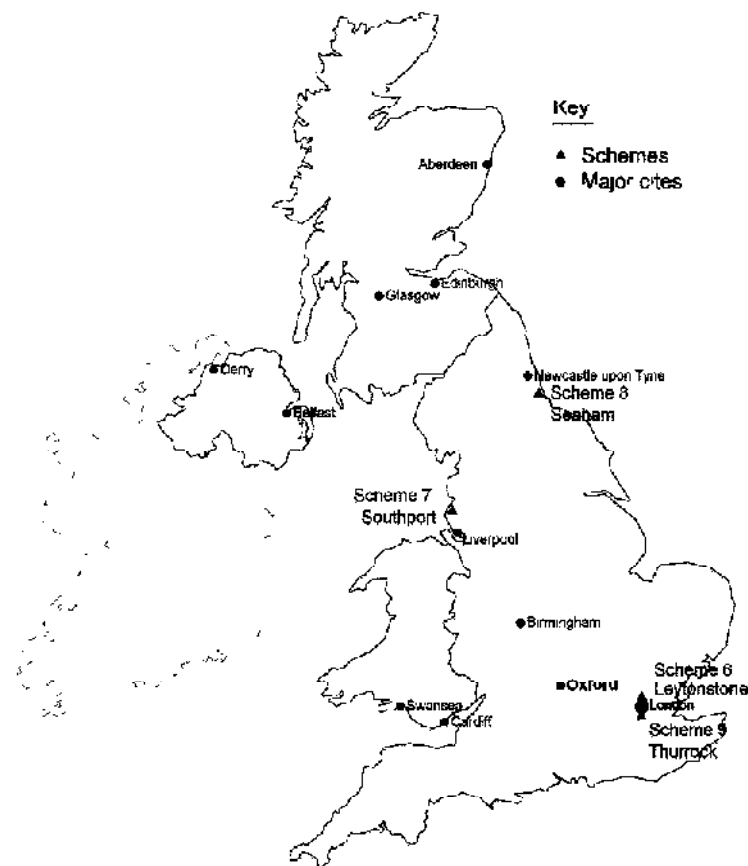 Key
Schemes
Major cites
Aberdeen
Edinburgh
Glasgow
Derry
Belfast
Newcastle upon Tyne
Scheme 8
Seaham
Scheme 7
Southport
Liverpool
Birmingham
Oxford
Scheme 6
Leytonstone
London
Scheme 9
Thurrock
Swansea
Cardiff